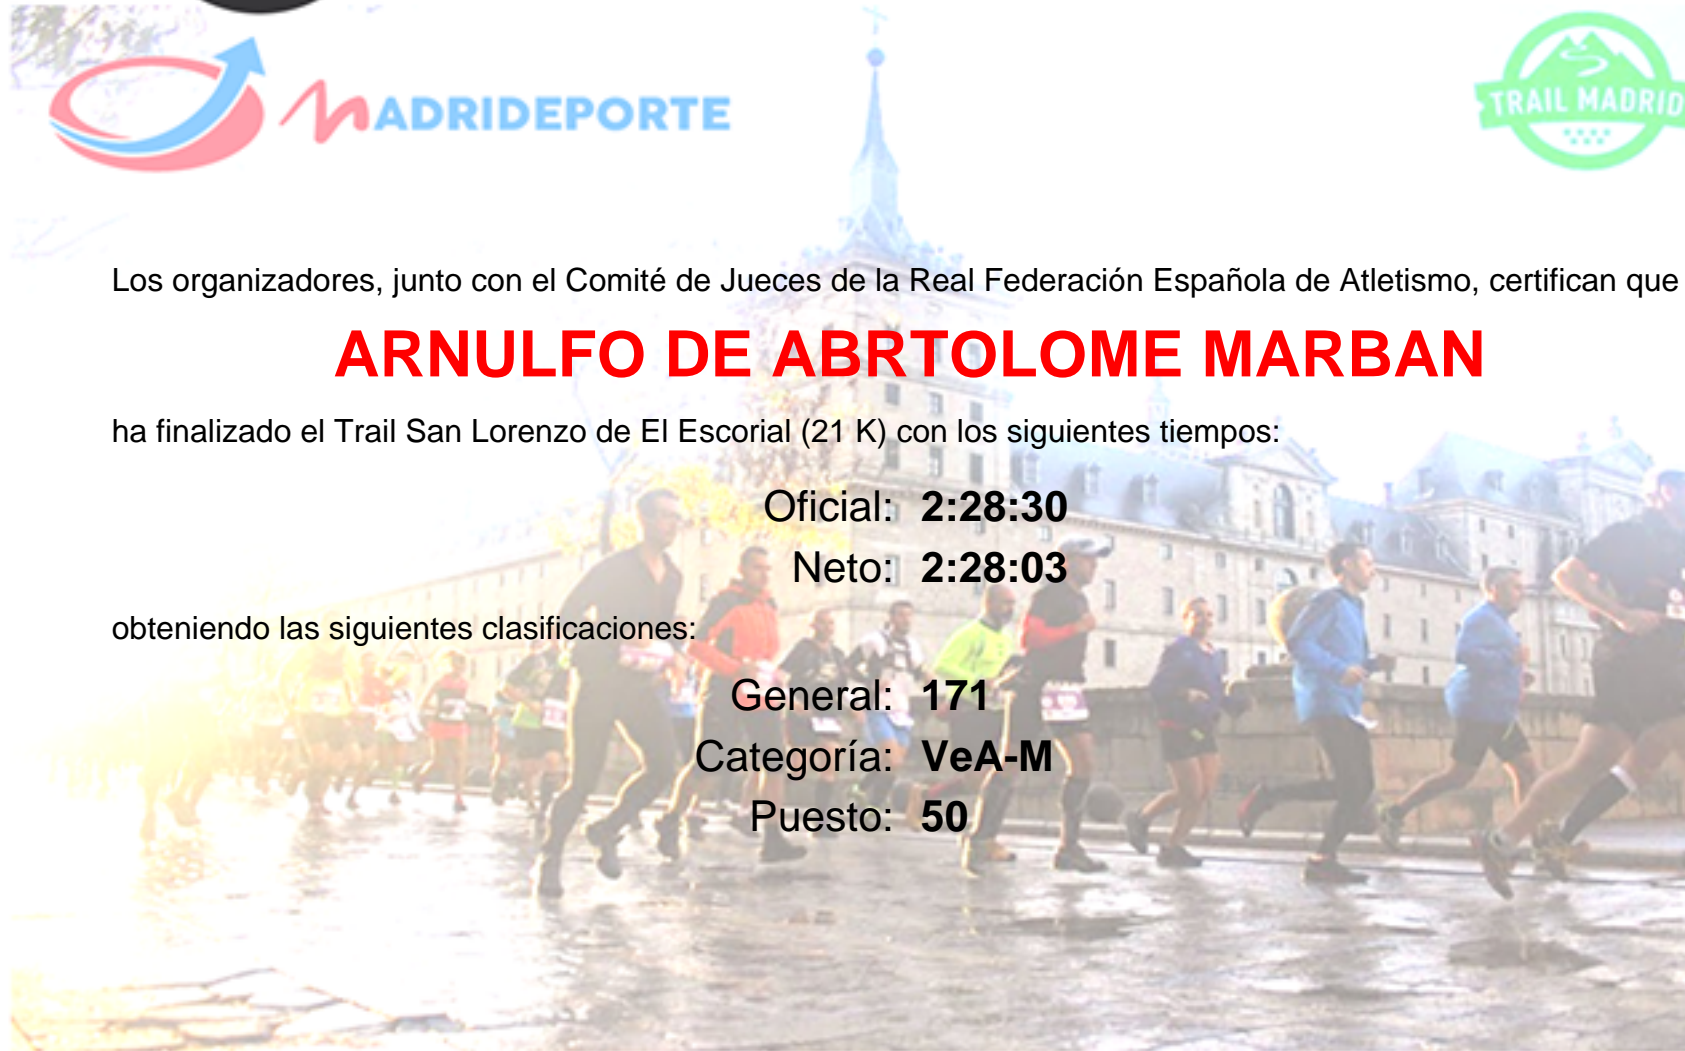 MADRIDEPORTE
TRAIL MADRID
Los organizadores, junto con el Comité de Jueces de la Real Federación Española de Atletismo, certifican que
ARNULFO DE ABRTOLOME MARBAN
ha finalizado el Trail San Lorenzo de El Escorial (21 K) con los siguientes tiempos:
Oficial: 2:28:30
Neto: 2:28:03
obteniendo las siguientes clasificaciones:
General: 171
Categoría: VeA-M
Puesto: 50